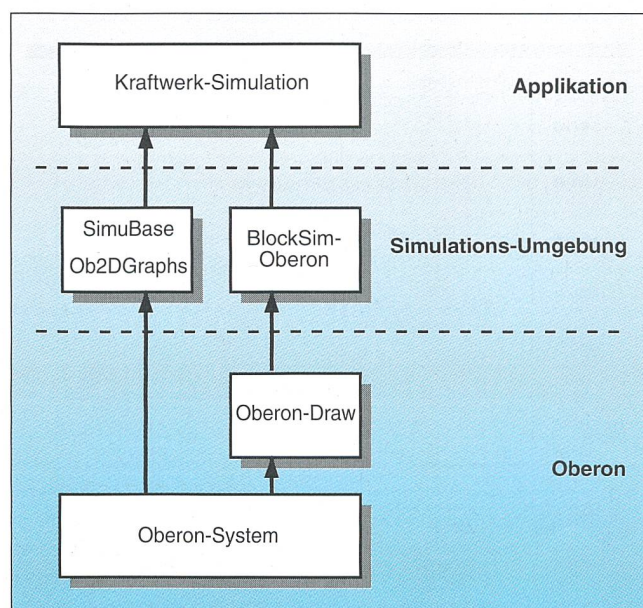 Kraftwerk-Simulation
Applikation
SimuBase
Ob2DGraphs
BlockSim-
Oberon
Simulations-Umgebung
Oberon-Draw
Oberon
Oberon-System